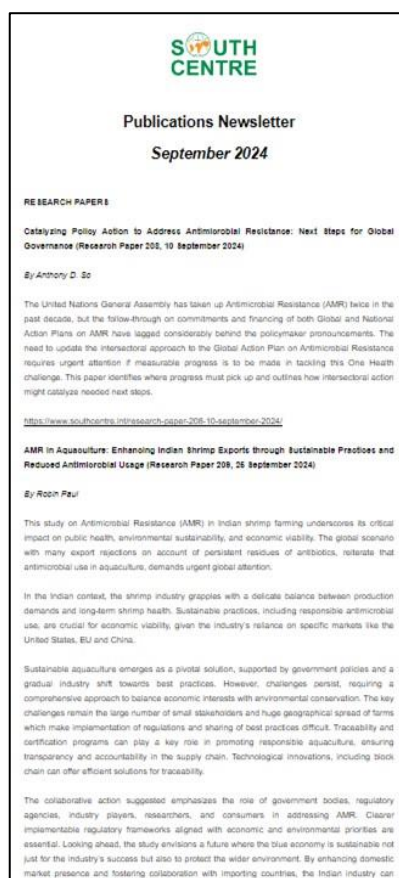 SOUTH
CENTRE
Publications Newsletter
September 2024
RESEARCH PAPERS
Catalyzing Policy Action to Address Antimicrobial Resistance: Next Steps for Global
Governance (Research Paper 208, 10 September 2024)
By Anthony D. So
The United Nations General Assembly has taken up Antimicrobial Resistance (AMR) twice in the
past decade, but the follow-through on commitments and financing of both Global and National
Action Plans on AMR have lagged considerably behind the policymaker pronouncements. The
need to update the intersectoral approach to the Global Action Plan on Antimicrobial Resistance
requires urgent attention if measurable progress is to be made in tackling this One Health
challenge. This paper identifies where progress must pick up and outlines how intersectoral action
might catalyze needed next steps.
https://www.southcentre.int/research-paper-208-10-september-2024/
AMR in Aquaculture: Enhancing Indian Shrimp Exports through Sustainable Practices and
Reduced Antimicrobial Usage (Research Paper 209, 25 September 2024)
By Robin Paul
This study on Antimicrobial Resistance (AMR) in Indian shrimp farming underscores its critical
impact on public health, environmental sustainability, and economic viability. The global scenario
with many export rejections on account of persistent residues of antibiotics, reiterate that
antimicrobial use in aquaculture, demands urgent global attention.
In the Indian context, the shrimp industry grapples with a delicate balance between production
demands and long-term shrimp health. Sustainable practices, including responsible antimicrobial
use, are crucial for economic viability, given the industry's reliance on specific markets like the
United States, EU and China.
Sustainable aquaculture emerges as a pivotal solution, supported by government policies and a
gradual industry shift towards best practices. However, challenges persist, requiring a
comprehensive approach to balance economic interests with environmental conservation. The key
challenges remain the large number of small stakeholders and huge geographical spread of farms
which make implementation of regulations and sharing of best practices difficult. Traceability and
certification programs can play a key role in promoting responsible aquaculture, ensuring
transparency and accountability in the supply chain. Technological innovations, including block
chain can offer efficient solutions for traceability.
The collaborative action suggested emphasizes the role of government bodies, regulatory
agencies, industry players, researchers, and consumers in addressing AMR. Clearer
implementable regulatory frameworks aligned with economic and environmental priorities are
essential. Looking ahead, the study envisions a future where the blue economy is sustainable not
just for the industry's success but also to protect the wider environment. By enhancing domestic
market presence and fostering collaboration with importing countries, the Indian industry can